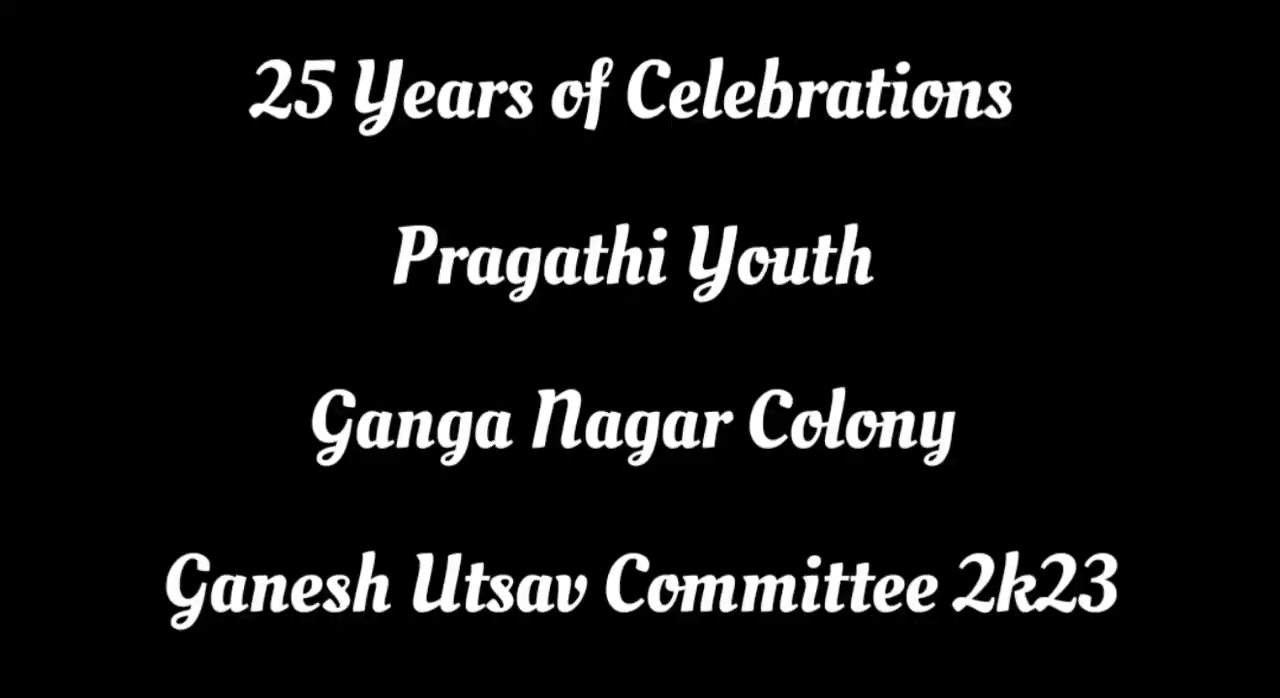 25 Years of Celebrations
Pragathi Youth
Ganga Nagar Colony
Ganesh Utsav Committee 2k23